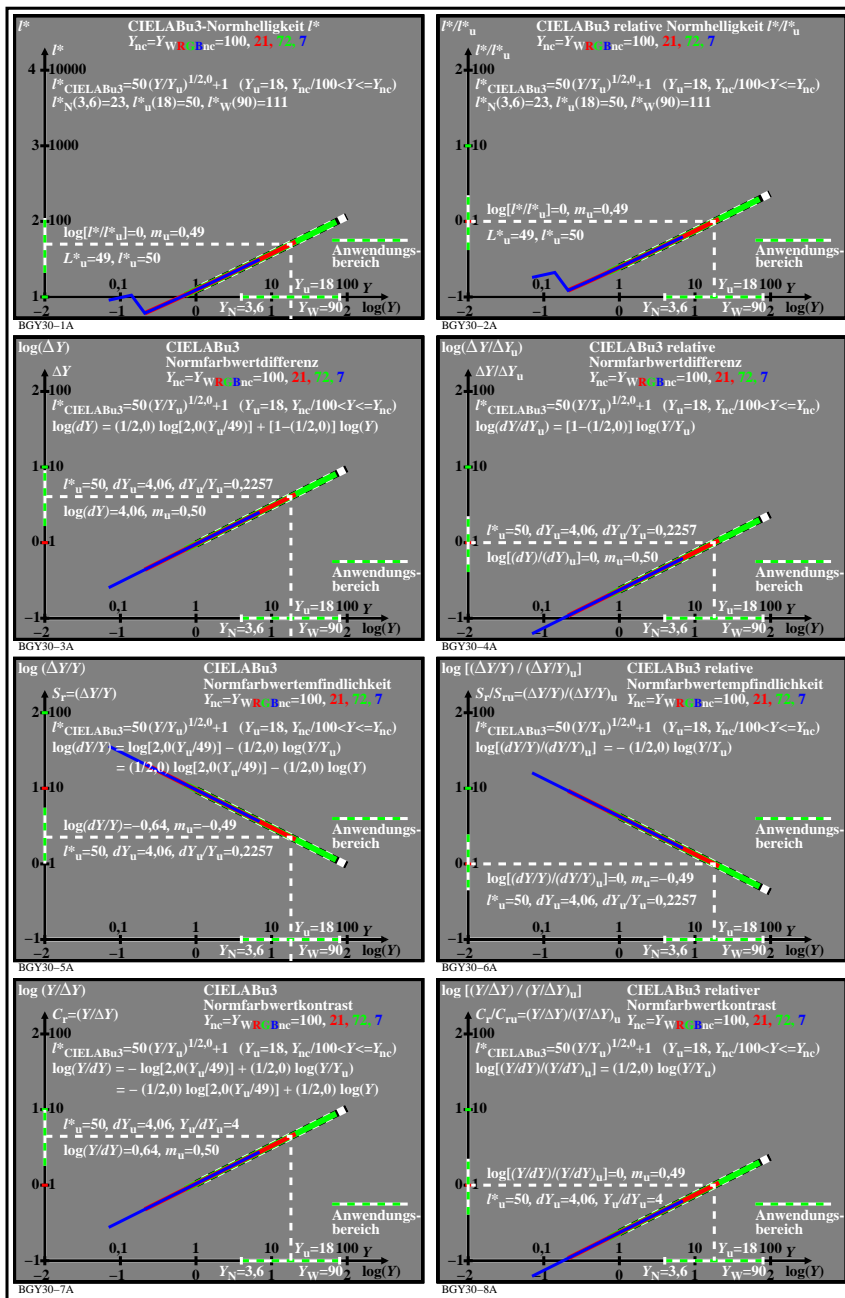 l*
CIELABu3-Normhelligkeit l*
Ync=YWRGBnc=100, 21, 72, 7
l*
4 10000
l*CIELABu3=50(Y/Yu)1/2,0+1 (Yu=18, Ync/100<Y<=Ync)
l*N(3,6)=23, l*u(18)=50, l*W(90)=111
3 1000
2 100
log[l*/l*u]=0, mu=0,49
L*u=49, l*u=50
Anwendungs-
bereich
0,1 1 10 Yu=18 100 Y
1
−2 −1 0 YN=3,6 YW=90 2 log(Y)
BGY30−1A
l*/l*u
CIELABu3 relative Normhelligkeit l*/l*u
l*/l*u
Ync=YWRGBnc=100, 21, 72, 7
2 100
l*CIELABu3=50(Y/Yu)1/2,0+1 (Yu=18, Ync/100<Y<=Ync)
l*N(3,6)=23, l*u(18)=50, l*W(90)=111
1 10
log[l*/l*u]=0, mu=0,49
0 1
L*u=49, l*u=50
Anwendungs-
bereich
0,1 1 10 Yu=18 100 Y
−1
−2 −1 0 YN=3,6 YW=90 2 log(Y)
BGY30−2A
log(ΔY)
CIELABu3
Normfarbwertdifferenz
ΔY
Ync=YWRGBnc=100, 21, 72, 7
2 100
l*CIELABu3=50(Y/Yu)1/2,0+1 (Yu=18, Ync/100<Y<=Ync)
log(dY) = (1/2,0) log[2,0(Yu/49] + [1−(1/2,0)] log(Y)
1 10
l*u=50, dYu=4,06, dYu/Yu=0,2257
log(dY)=4,06, mu=0,50
0 1
Anwendungs-
bereich
0,1 1 10 Yu=18 100 Y
−1
−2 −1 0 YN=3,6 YW=90 2 log(Y)
BGY30−3A
log(ΔY/ΔYu)
CIELABu3 relative
Normfarbwertdifferenz
ΔY/ΔYu
Ync=YWRGBnc=100, 21, 72, 7
2 100
l*CIELABu3=50(Y/Yu)1/2,0+1 (Yu=18, Ync/100<Y<=Ync)
log(dY/dYu) = [1−(1/2,0)] log(Y/Yu)
1 10
l*u=50, dYu=4,06, dYu/Yu=0,2257
0 1
log[(dY)/(dY)u]=0, mu=0,50
Anwendungs-
bereich
0,1 1 10 Yu=18 100 Y
−1
−2 −1 0 YN=3,6 YW=90 2 log(Y)
BGY30−4A
log (ΔY/Y)
CIELABu3
Normfarbwertempfindlichkeit
Sr=(ΔY/Y)
Ync=YWRGBnc=100, 21, 72, 7
2 100
l*CIELABu3=50(Y/Yu)1/2,0+1 (Yu=18, Ync/100<Y<=Ync)
log(dY/Y) = log[2,0(Yu/49)] − (1/2,0) log(Y/Yu)
= (1/2,0) log[2,0(Yu/49)] − (1/2,0) log(Y)
1 10
log(dY/Y)=−0,64, mu=−0,49
Anwendungs-
bereich
l*u=50, dYu=4,06, dYu/Yu=0,2257
0 1
Yu=18 100 Y
0,1 1 10
−1
−2 −1 0 YN=3,6 YW=90 2 log(Y)
BGY30−5A
log [(ΔY/Y) / (ΔY/Y)u]
CIELABu3 relative
Normfarbwertempfindlichkeit
Sr/Sru=(ΔY/Y)/(ΔY/Y)u
Ync=YWRGBnc=100, 21, 72, 7
2 100
l*CIELABu3=50(Y/Yu)1/2,0+1 (Yu=18, Ync/100<Y<=Ync)
log[(dY/Y)/(dY/Y)u] = − (1/2,0) log(Y/Yu)
1 10
Anwendungs-
bereich
0 1
log[(dY/Y)/(dY/Y)u]=0, mu=−0,49
l*u=50, dYu=4,06, dYu/Yu=0,2257
0,1 1 10 Yu=18 100 Y
−1
−2 −1 0 YN=3,6 YW=90 2 log(Y)
BGY30−6A
log (Y/ΔY)
CIELABu3
Normfarbwertkontrast
Cr=(Y/ΔY)
Ync=YWRGBnc=100, 21, 72, 7
2 100
l*CIELABu3=50(Y/Yu)1/2,0+1 (Yu=18, Ync/100<Y<=Ync)
log(Y/dY) = − log[2,0(Yu/49)] + (1/2,0) log(Y/Yu)
= − (1/2,0) log[2,0(Yu/49)] + (1/2,0) log(Y)
1 10
l*u=50, dYu=4,06, Yu/dYu=4
log(Y/dY)=0,64, mu=0,50
0 1
Anwendungs-
bereich
0,1 1 10 Yu=18 100 Y
−1
−2 −1 0 YN=3,6 YW=90 2 log(Y)
BGY30−7A
log [(Y/ΔY) / (Y/ΔY)u]
CIELABu3 relativer
Normfarbwertkontrast
Cr/Cru=(Y/ΔY)/(Y/ΔY)u
Ync=YWRGBnc=100, 21, 72, 7
2 100
l*CIELABu3=50(Y/Yu)1/2,0+1 (Yu=18, Ync/100<Y<=Ync)
log[(Y/dY)/(Y/dY)u] = (1/2,0) log(Y/Yu)
1 10
log[(Y/dY)/(Y/dY)u]=0, mu=0,49
0 1
l*u=50, dYu=4,06, Yu/dYu=4
Anwendungs-
bereich
0,1 1 10 Yu=18 100 Y
−1
−2 −1 0 YN=3,6 YW=90 2 log(Y)
BGY30−8A